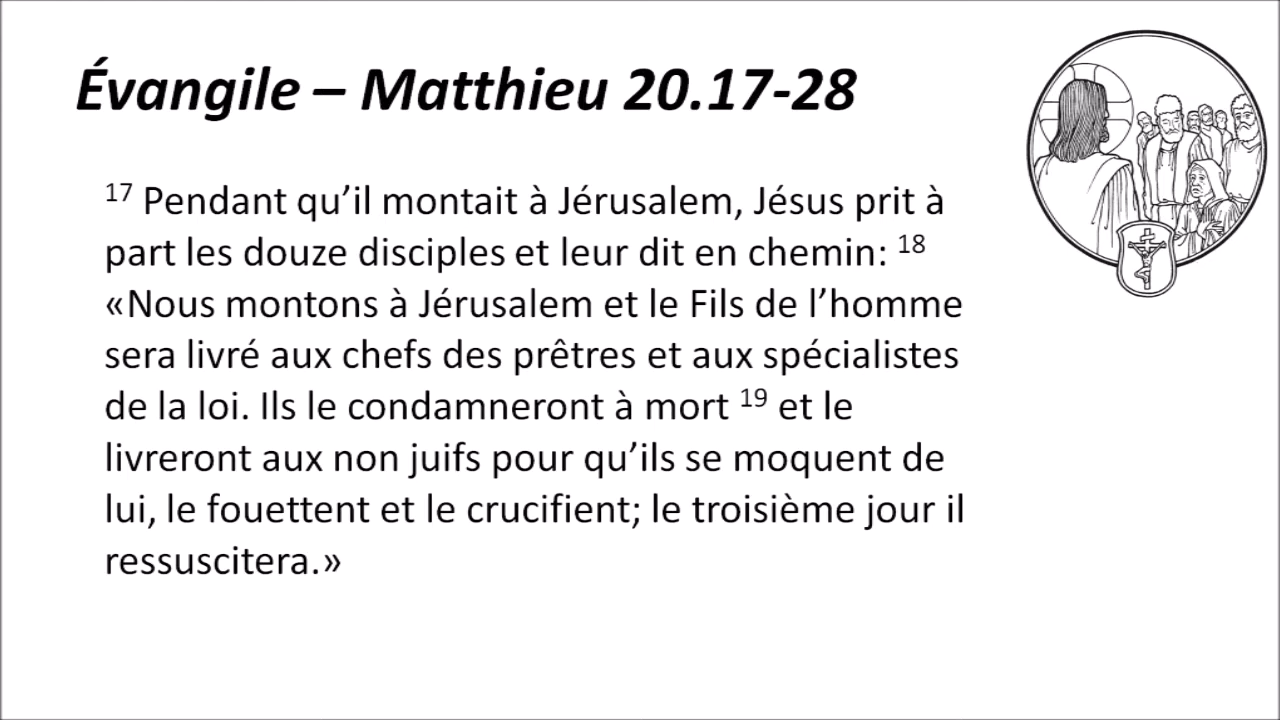 Évangile – Matthieu 20.17-28
17 Pendant qu’il montait à Jérusalem, Jésus prit à
part les douze disciples et leur dit en chemin: 18
«Nous montons à Jérusalem et le Fils de l’homme
sera livré aux chefs des prêtres et aux spécialistes
de la loi. Ils le condamneront à mort 19 et le
livreront aux non juifs pour qu’ils se moquent de
lui, le fouettent et le crucifient; le troisième jour il
ressuscitera.»